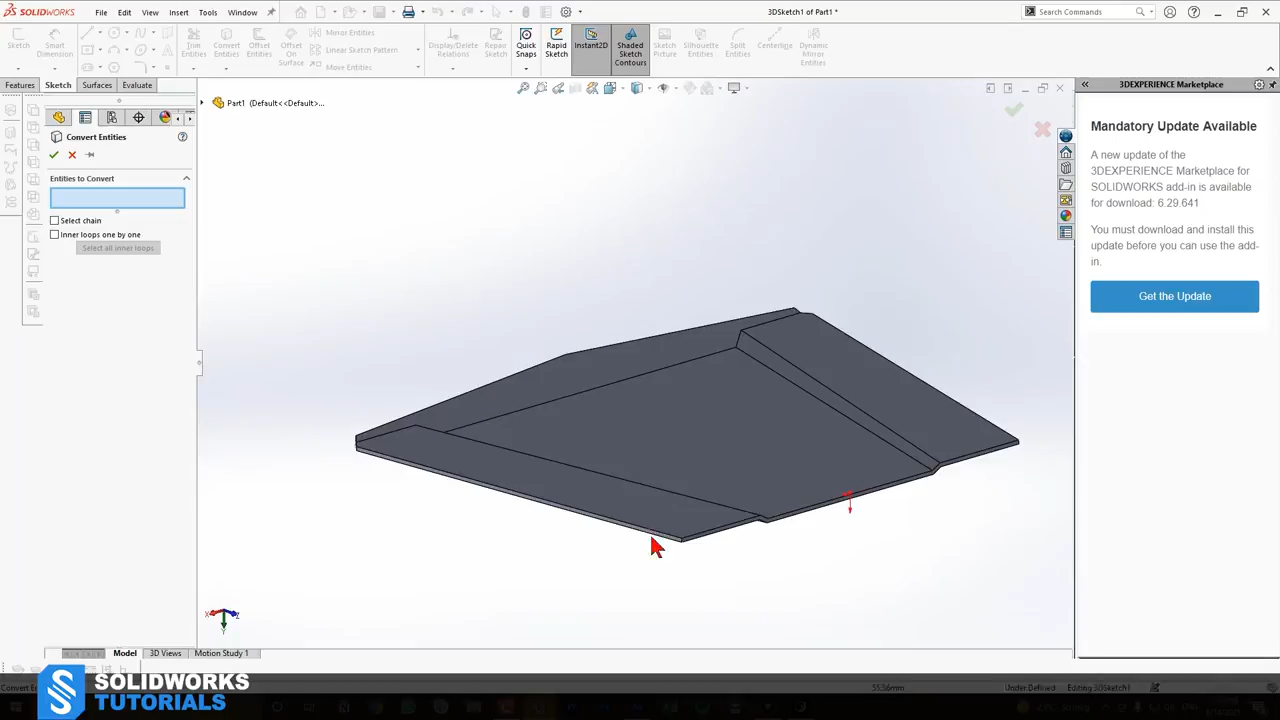 SOLIDWORKS
File Edit View Insert Tools Window
3DSketch1 of Part1 *
Search Commands
Sketch
Smart Dimension
Trim Entities
Convert Entities
Offset Entities
Offset On Surface
Mirror Entities
Linear Sketch Pattern
Move Entities
Display/Delete Relations
Repair Sketch
Quick Snaps
Rapid Sketch
Instant2D
Shaded Sketch Contours
Sketch Picture
Silhouette Entities
Split Entities
Centerline
Dynamic Mirror Entities
Features Sketch Surfaces Evaluate
Part1 (Default<<Default>...
Convert Entities
Entities to Convert
Select chain
Inner loops one by one
Select all inner loops
3DEXPERIENCE Marketplace
Mandatory Update Available
A new update of the
3DEXPERIENCE Marketplace for
SOLIDWORKS add-in is available
for download: 6.29.641
You must download and install this
update before you can use the add-
in.
Get the Update
X Y Z
Model 3D Views Motion Study 1
SOLIDWORKS
TUTORIALS
Under Defined Editing 3DSketch1